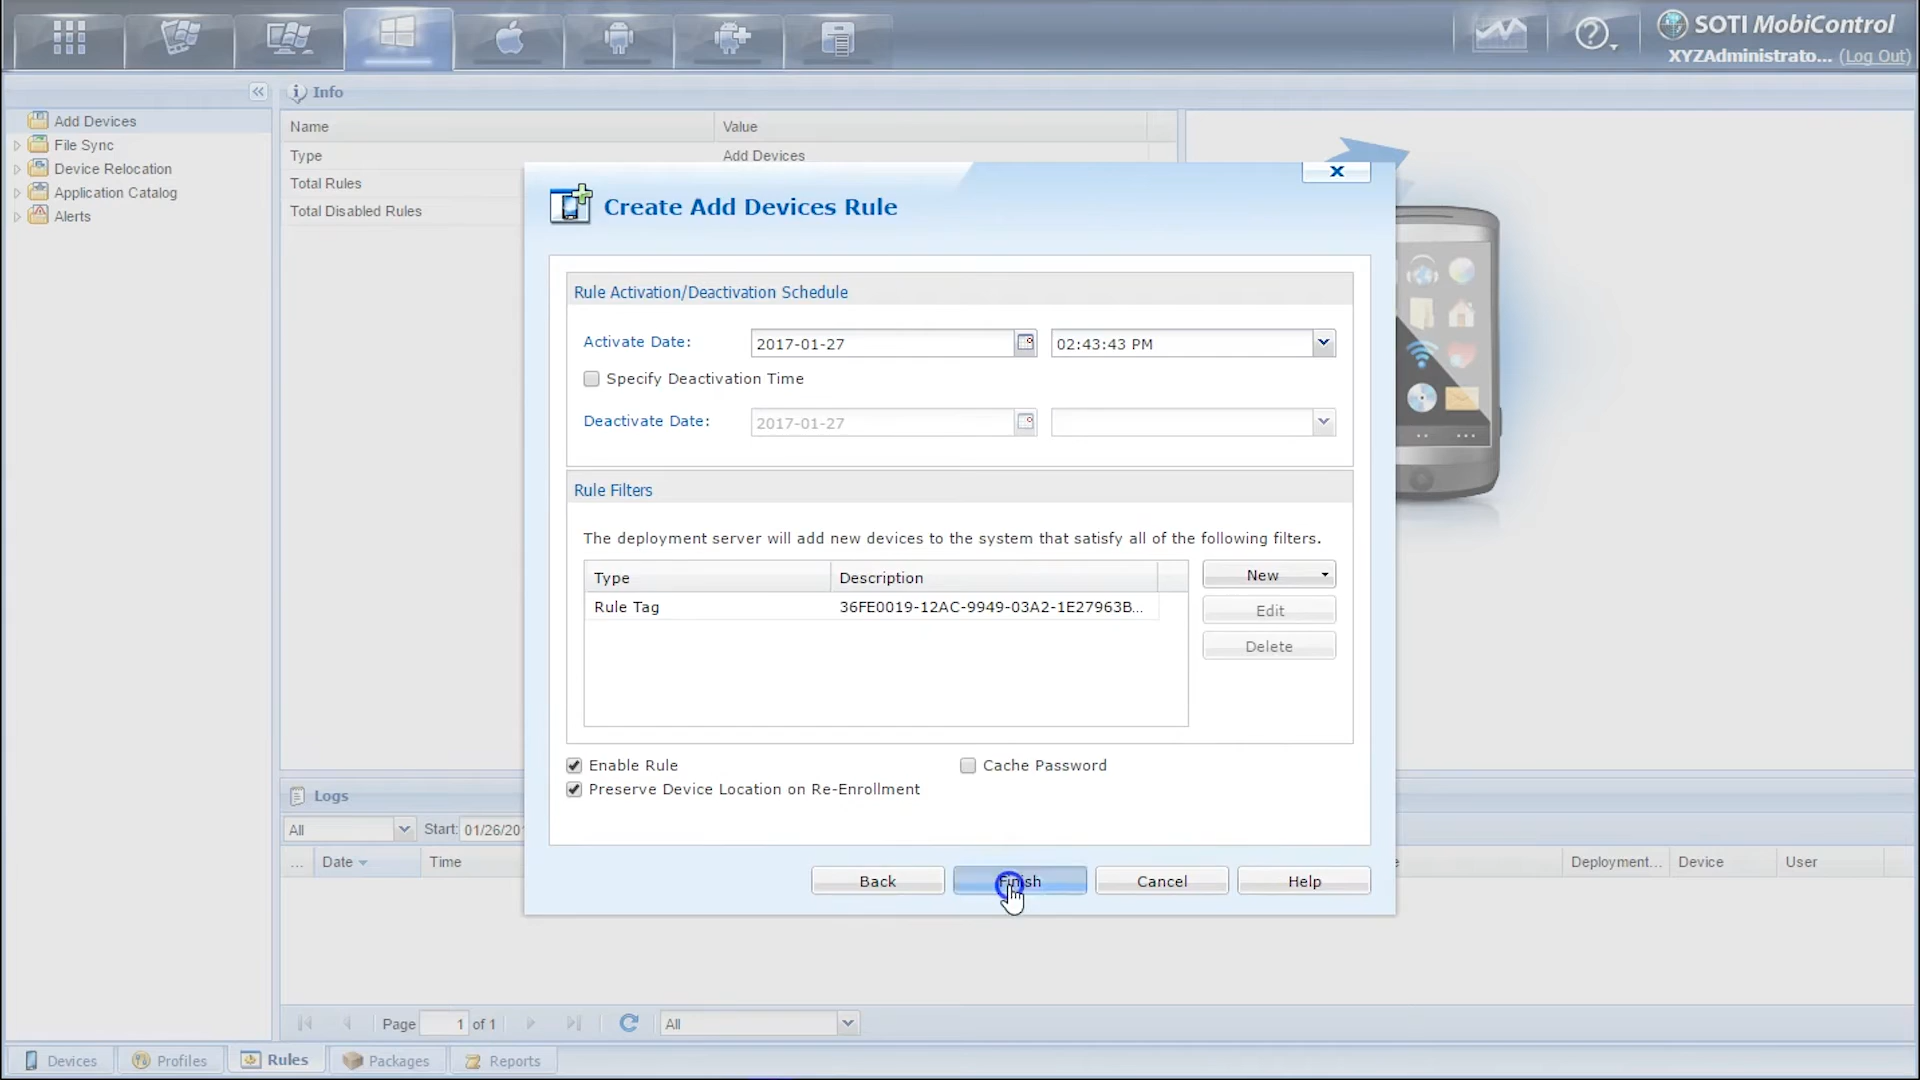 SOTI MobiControl
XYZAdministrato... (Log Out)
Info
Add Devices
File Sync
Device Relocation
Application Catalog
Alerts
Name Value
Type Add Devices
Total Rules
Total Disabled Rules
Create Add Devices Rule
Rule Activation/Deactivation Schedule
Activate Date: 2017-01-27 02:43:43 PM
Specify Deactivation Time
Deactivate Date: 2017-01-27
Rule Filters
The deployment server will add new devices to the system that satisfy all of the following filters.
Type Description
Rule Tag 36FE0019-12AC-9949-03A2-1E27963B...
New
Edit
Delete
Enable Rule Cache Password
Preserve Device Location on Re-Enrollment
Back Finish Cancel Help
Logs
All Start: 01/26/201
... Date Time Deployment... Device User
Page 1 of 1 All
Devices Profiles Rules Packages Reports